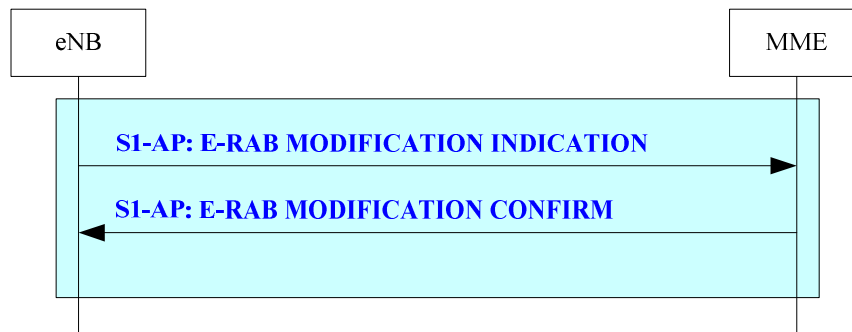 eNB
MME
S1-AP: E-RAB MODIFICATION INDICATION
S1-AP: E-RAB MODIFICATION CONFIRM